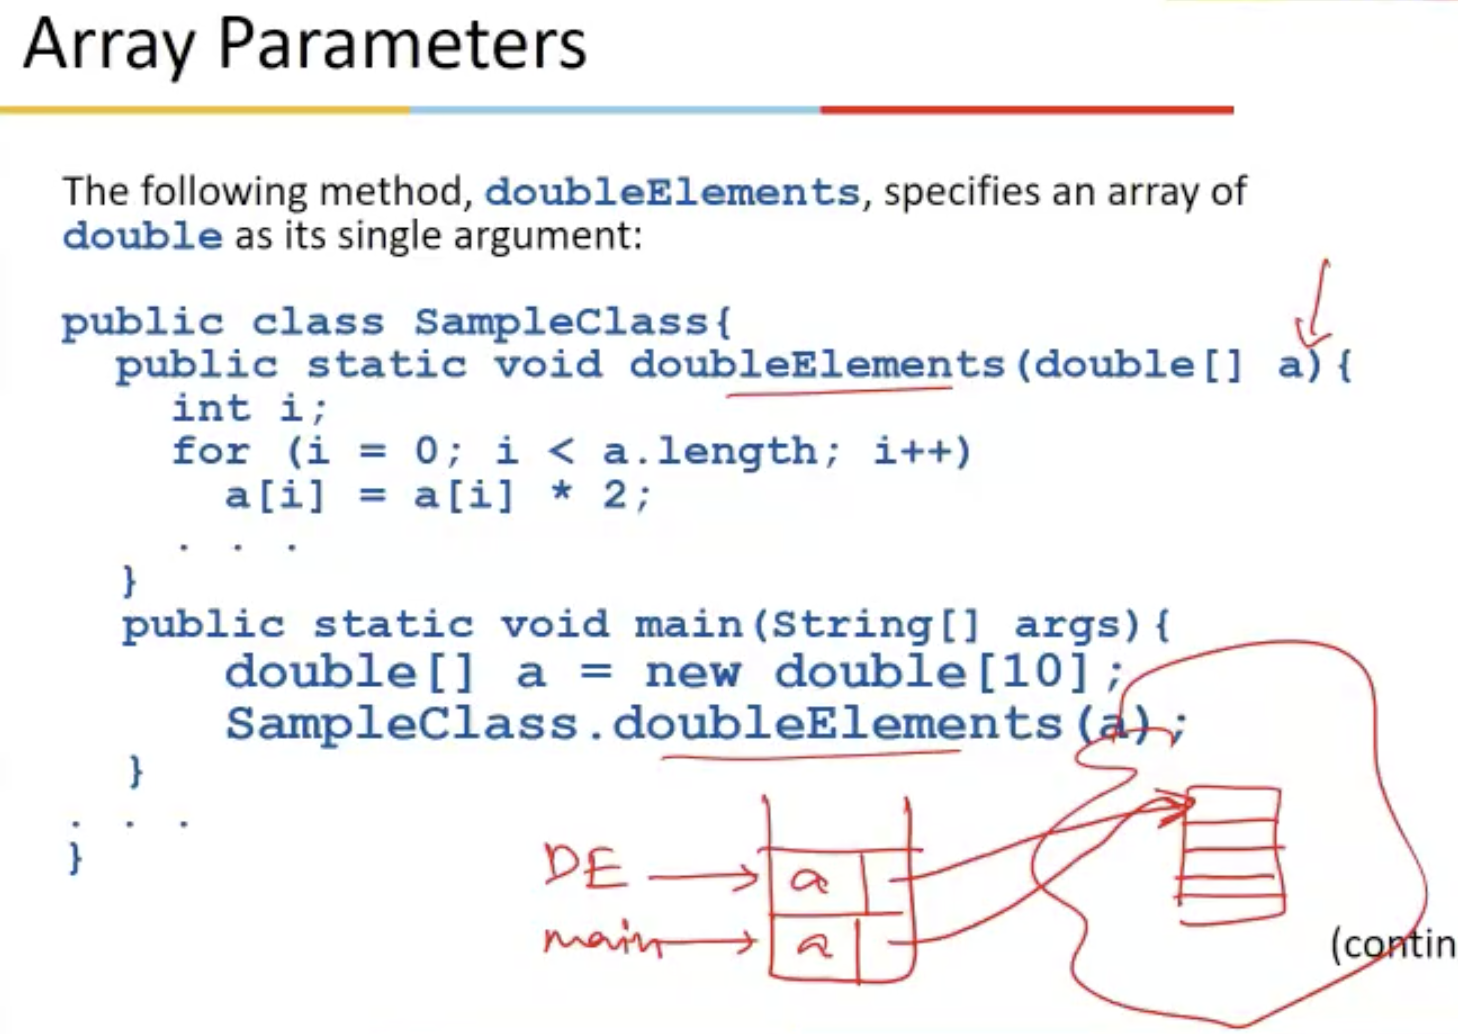 Array Parameters
The following method, doubleElements, specifies an array of
double as its single argument:
public class SampleClass{
public static void doubleElements(double[] a){
int i;
for (i = 0; i < a.length; i++)
a[i] = a[i] * 2;
. . .
}
public static void main(String[] args){
double[] a = new double[10];
SampleClass.doubleElements(a);
}
. . .
}
DE a
main a
(contin